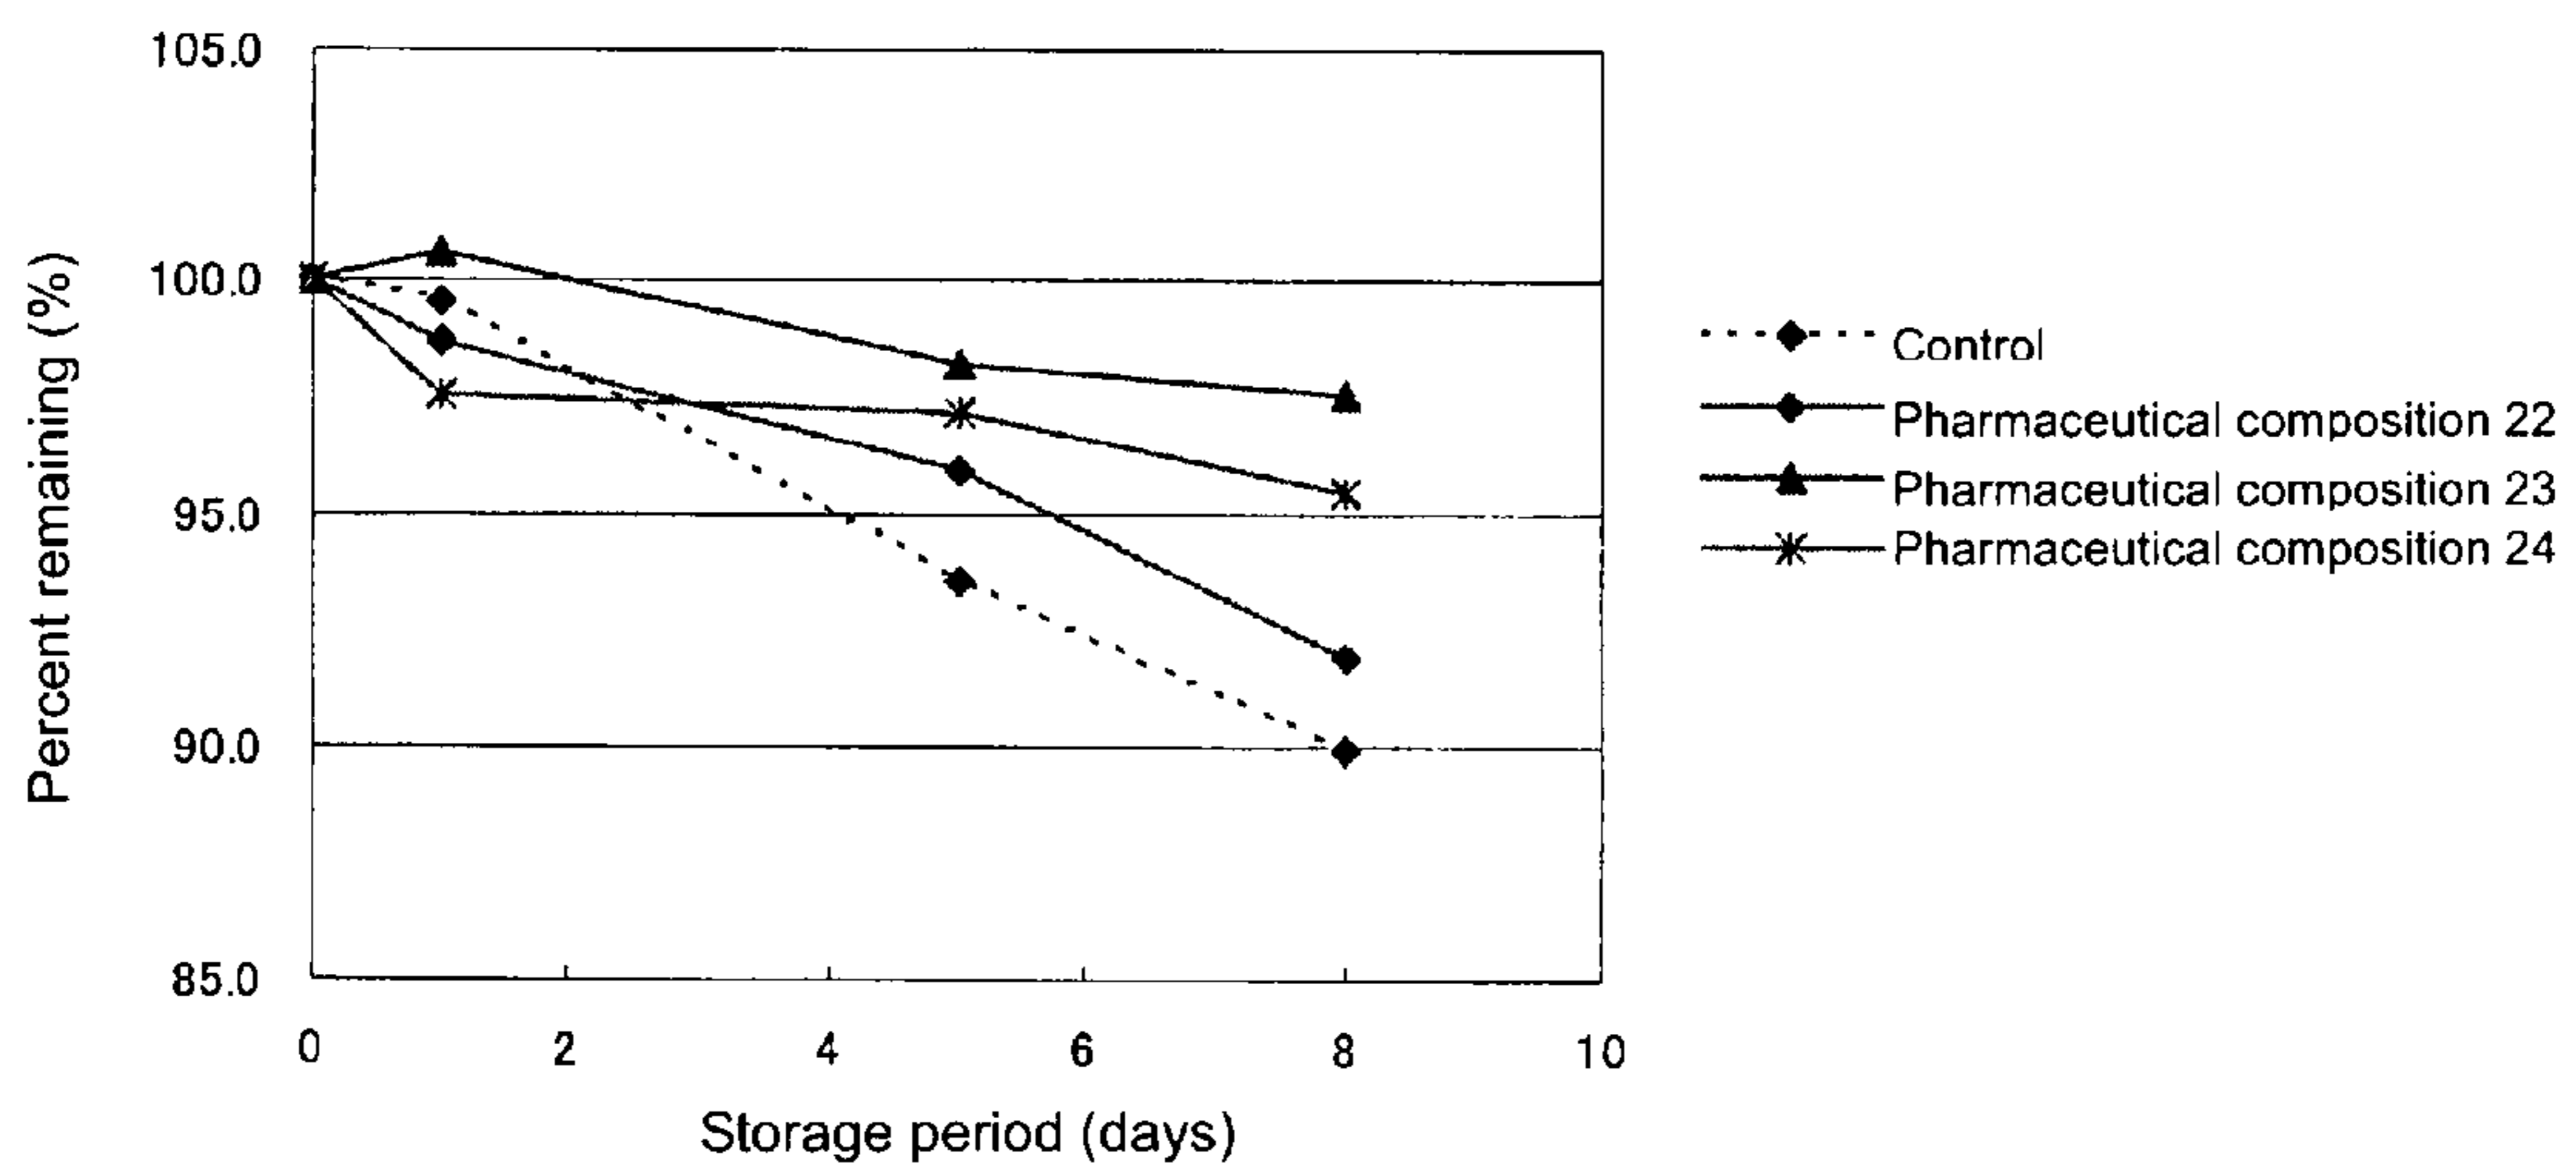 105.0
100.0
95.0
90.0
85.0
Percent remaining (%)
0 2 4 6 8 10
Storage period (days)
Control
Pharmaceutical composition 22
Pharmaceutical composition 23
Pharmaceutical composition 24